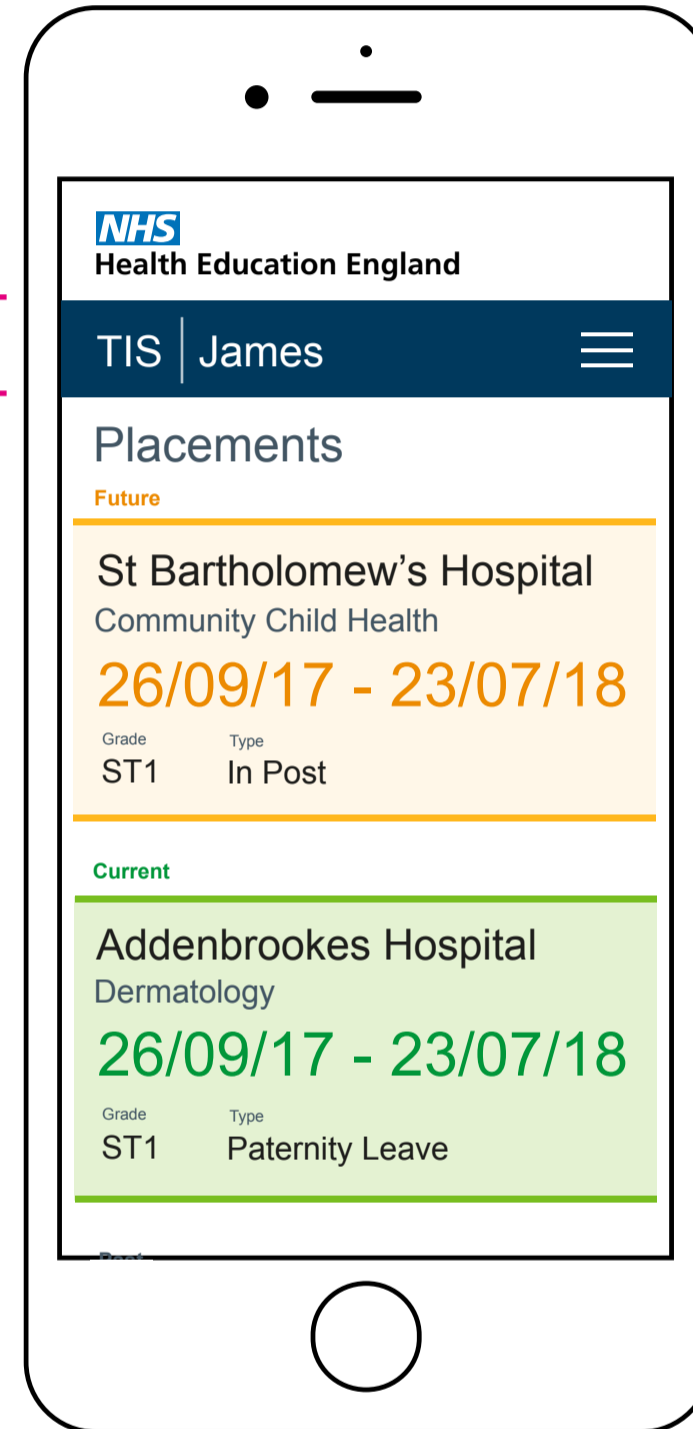 NHS
Health Education England
TIS | James
Placements
Future
St Bartholomew’s Hospital
Community Child Health
26/09/17 - 23/07/18
Grade Type
ST1 In Post
Current
Addenbrookes Hospital
Dermatology
26/09/17 - 23/07/18
Grade Type
ST1 Paternity Leave